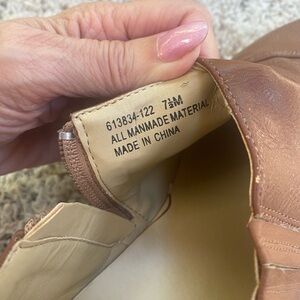 613834-122 7½M
ALL MANMADE MATERIAL
MADE IN CHINA